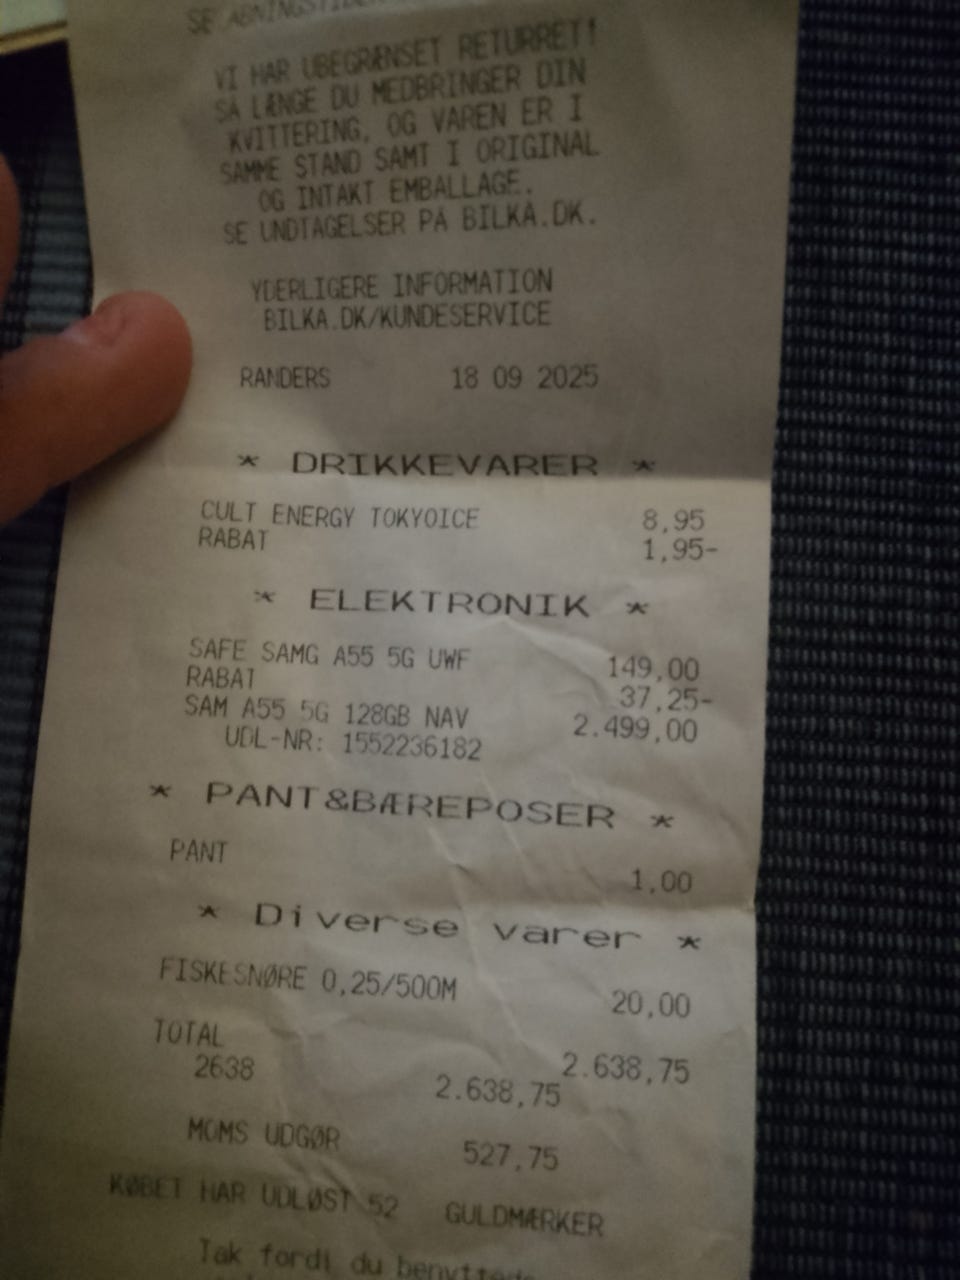 SE ÅBNINGSTIDER
VI HAR UBEGRÆNSET RETURRET!
SÅ LÆNGE DU MEDBRINGER DIN
KVITTERING, OG VAREN ER I
SAMME STAND SAMT I ORIGINAL
OG INTAKT EMBALLAGE.
SE UNDTAGELSER PÅ BILKA.DK.
YDERLIGERE INFORMATION
BILKA.DK/KUNDESERVICE
RANDERS 18 09 2025
* DRIKKEVARER *
CULT ENERGY TOKYOICE 8,95
RABAT 1,95-
* ELEKTRONIK *
SAFE SAMG A55 5G UWF 149,00
RABAT 37,25-
SAM A55 5G 128GB NAV 2.499,00
UDL-NR: 1552236182
* PANT&BÆREPOSER *
PANT 1,00
* Diverse varer *
FISKESNØRE 0,25/500M 20,00
TOTAL 2.638,75
2638 2.638,75
MOMS UDGØR 527,75
KØBET HAR UDLØST 52 GULDMÆRKER
Tak fordi du benyttede